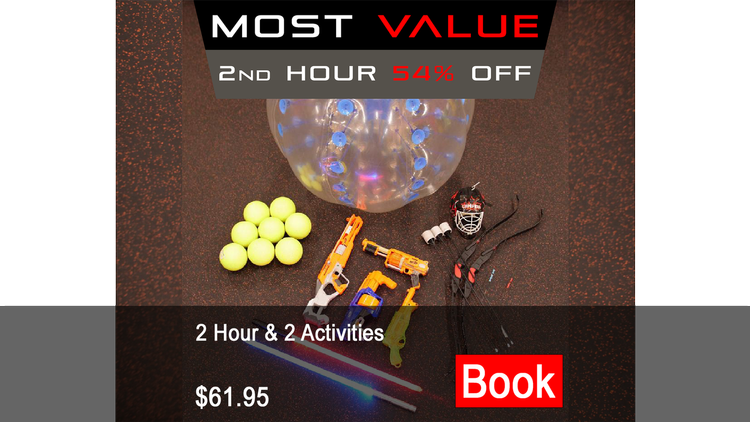 MOST VALUE
2ND HOUR 54% OFF
2 Hour & 2 Activities
$61.95
Book